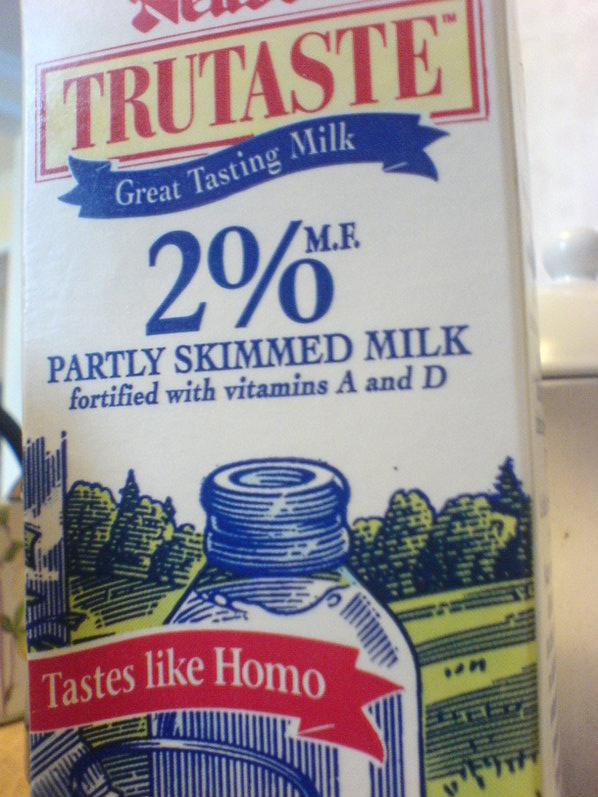 TRUTASTE™
Great Tasting Milk
2% M.F.
PARTLY SKIMMED MILK
fortified with vitamins A and D
Tastes like Homo